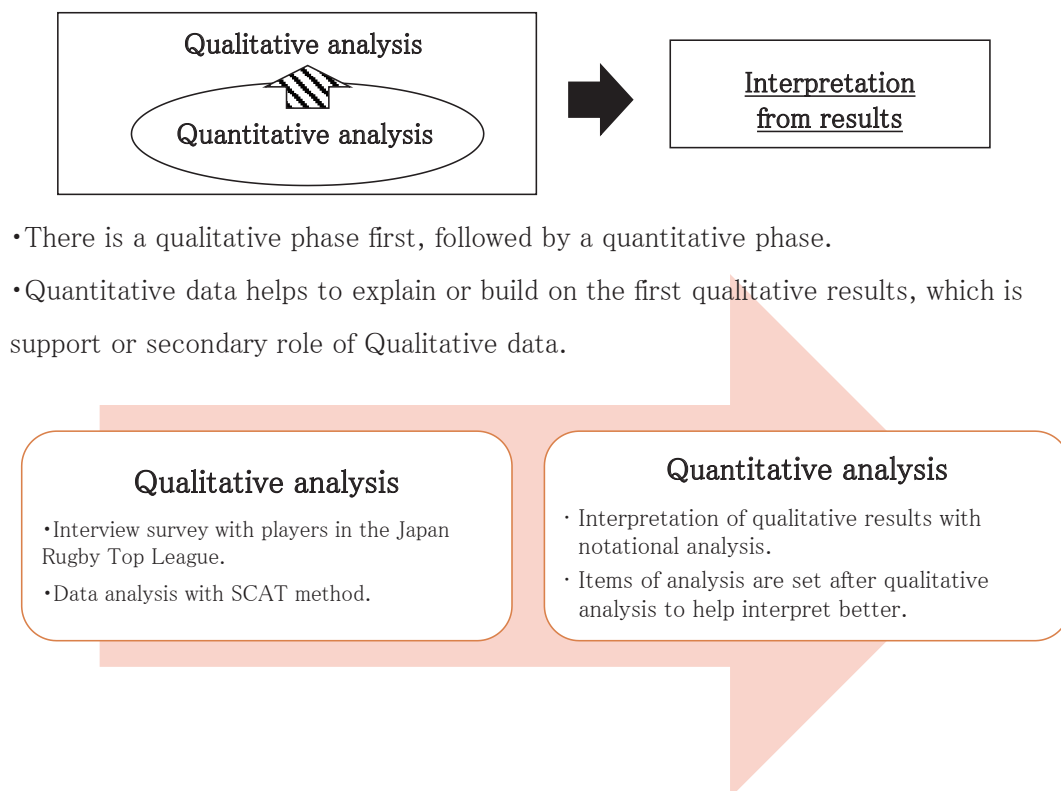 Qualitative analysis
Quantitative analysis
Interpretation
from results
・There is a qualitative phase first, followed by a quantitative phase.
・Quantitative data helps to explain or build on the first qualitative results, which is
support or secondary role of Qualitative data.
Qualitative analysis
・Interview survey with players in the Japan
Rugby Top League.
・Data analysis with SCAT method.
Quantitative analysis
· Interpretation of qualitative results with
notational analysis.
· Items of analysis are set after qualitative
analysis to help interpret better.